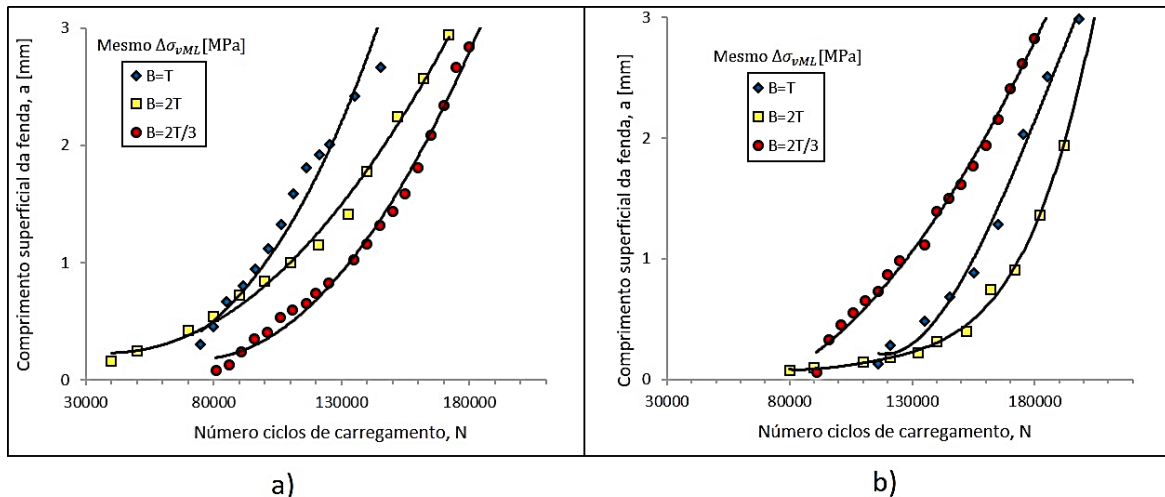 Comprimento superficial da fenda, a [mm]
3
2
1
0
Mesmo Δσ_vML [MPa]
B=T
B=2T
B=2T/3
30000 80000 130000 180000
Número ciclos de carregamento, N
a)
Comprimento superficial da fenda, a [mm]
3
2
1
0
Mesmo Δσ_vML [MPa]
B=T
B=2T
B=2T/3
30000 80000 130000 180000
Número ciclos de carregamento, N
b)